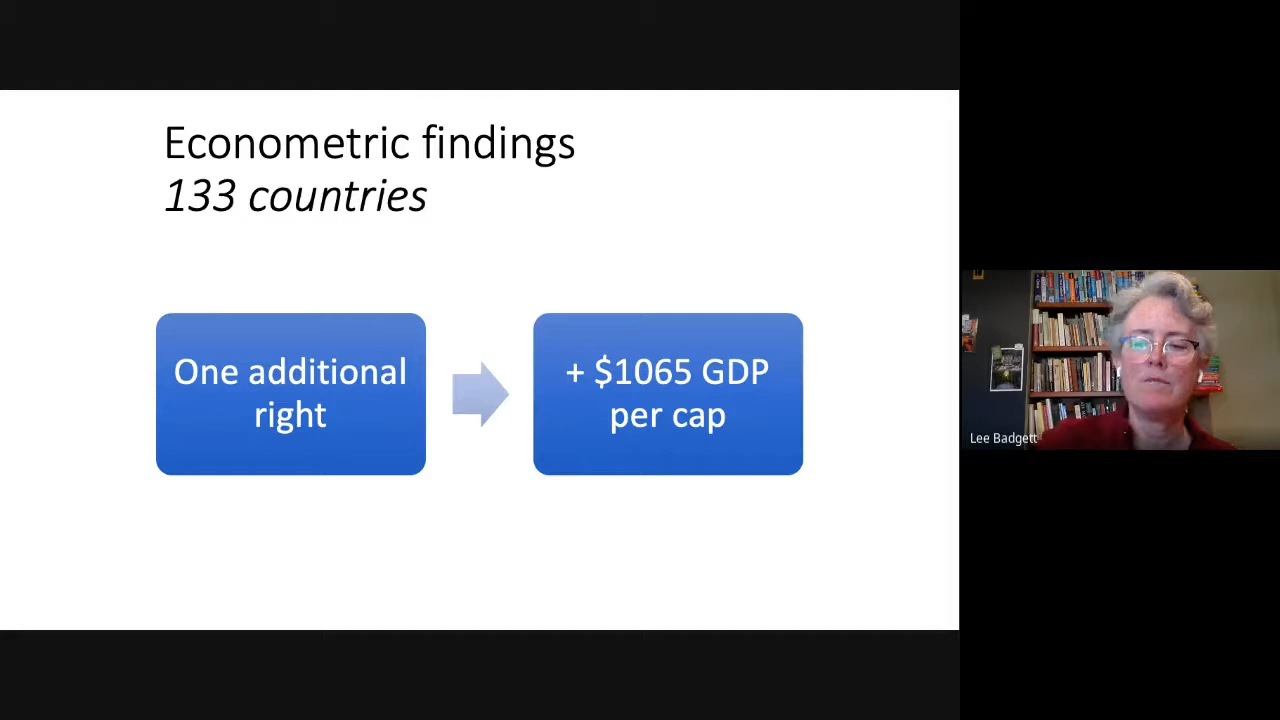 Econometric findings
133 countries
One additional
right
+ $1065 GDP
per cap
Lee Badgett